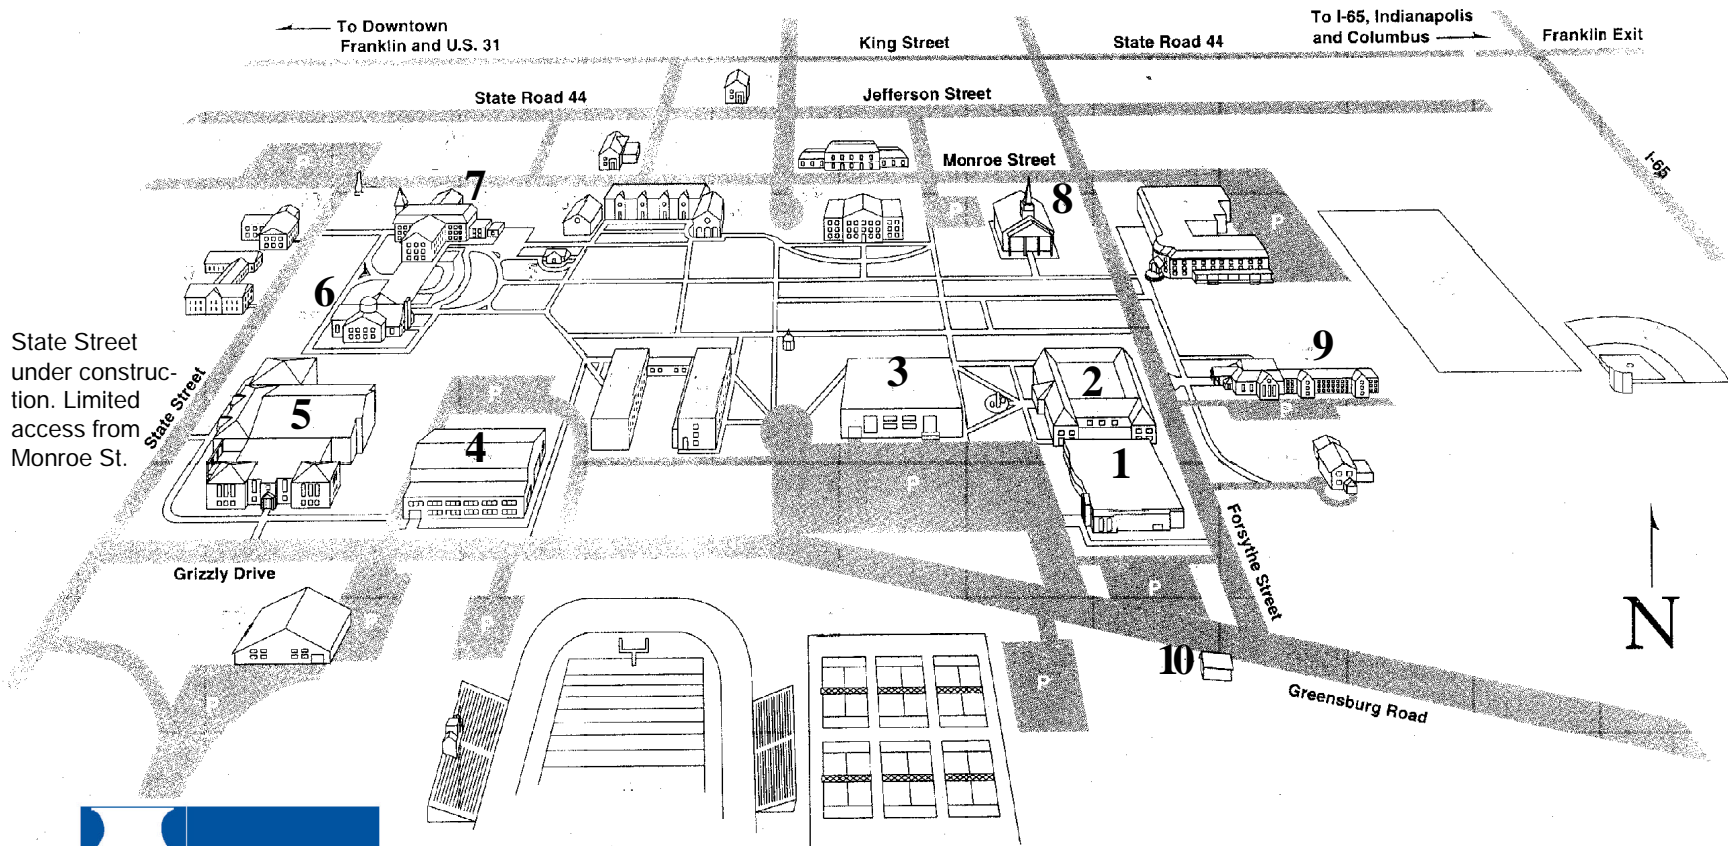 To Downtown
Franklin and U.S. 31
To I-65, Indianapolis
and Columbus
Franklin Exit
King Street
State Road 44
State Road 44
Jefferson Street
Monroe Street
I-65
P
7
8
P
P
6
State Street
under construc-
tion. Limited
access from
Monroe St.
State Street
9
3
2
P
P
5
4
1
P
Forsythe Street
Grizzly Drive
P
P
P
N
10
P
P
Greensburg Road